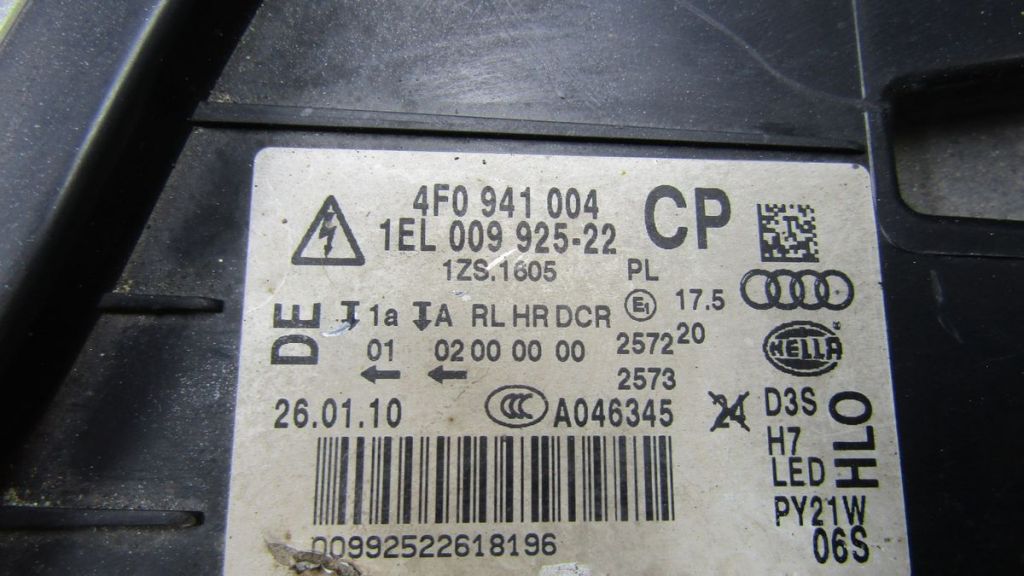 4F0 941 004
1EL 009 925-22
CP
1ZS.1605 PL
DE
1a A RL HR DCR E1 17.5
01 02 00 00 00 2572 20
2573
26.01.10 CCC A046345
HELLA
24 D3S
H7
LED
HLO
PY21W
06S
00992522618196